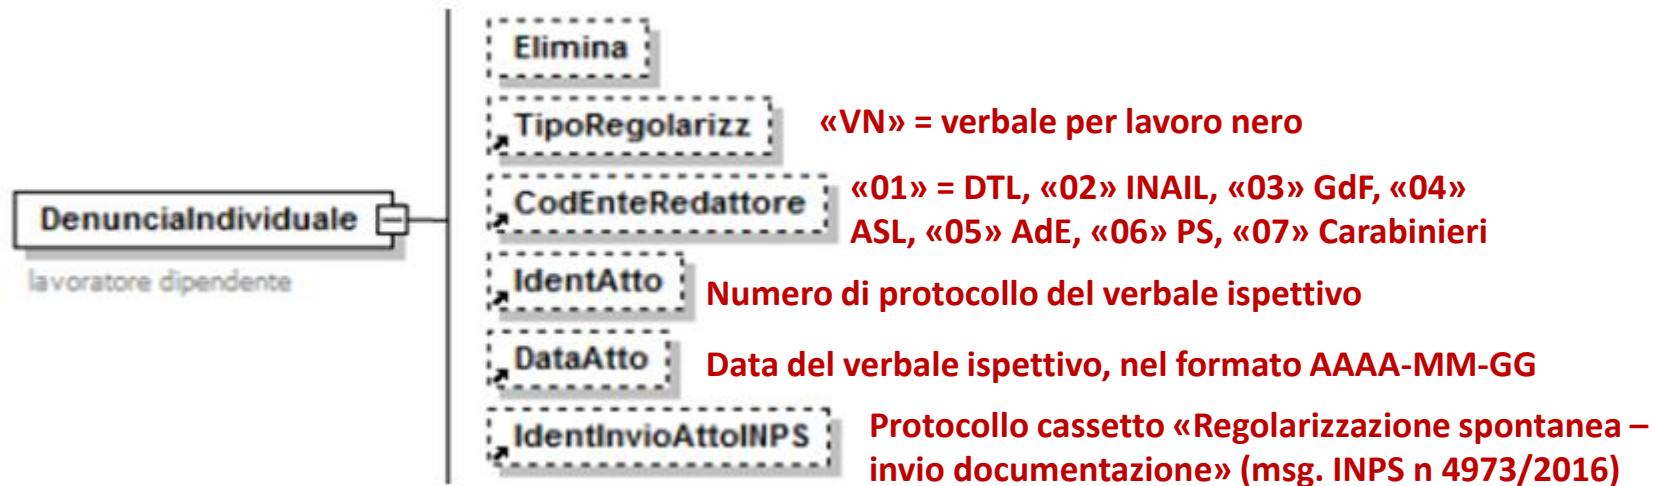 Elimina
TipoRegolarizz
«VN» = verbale per lavoro nero
CodEnteRedattore
«01» = DTL, «02» INAIL, «03» GdF, «04»
ASL, «05» AdE, «06» PS, «07» Carabinieri
DenunciaIndividuale
lavoratore dipendente
IdentAtto
Numero di protocollo del verbale ispettivo
DataAtto
Data del verbale ispettivo, nel formato AAAA-MM-GG
IdentInvioAttoINPS
Protocollo cassetto «Regolarizzazione spontanea –
invio documentazione» (msg. INPS n 4973/2016)